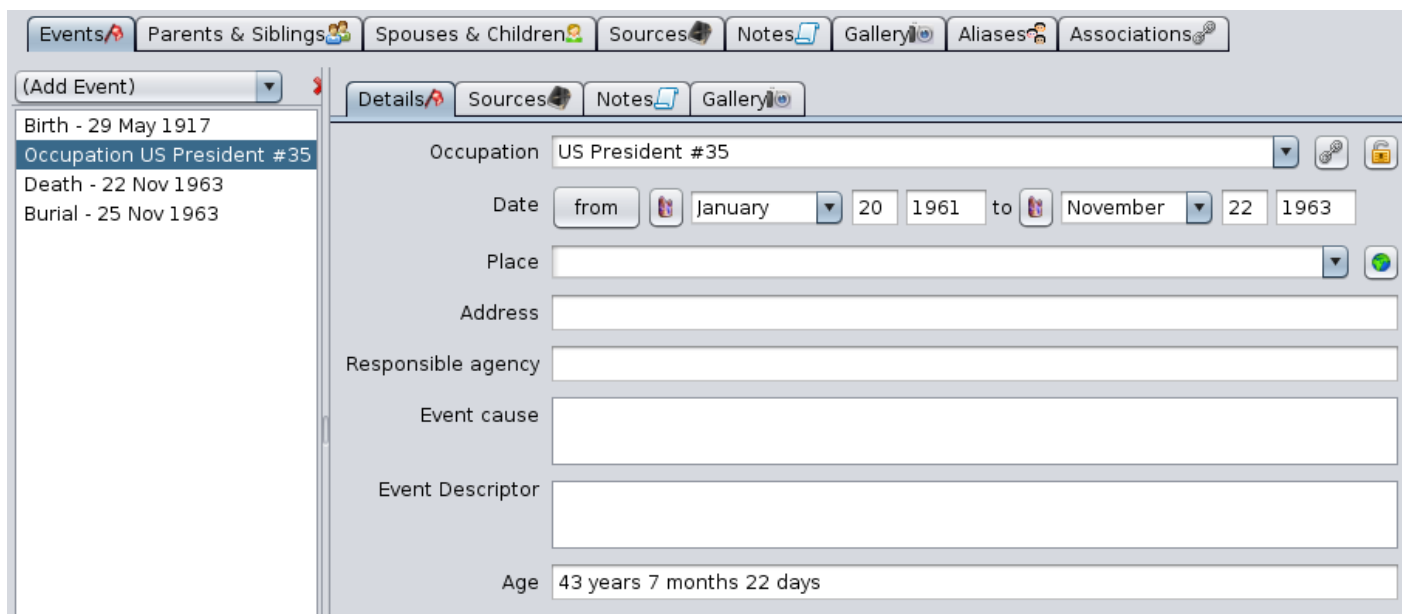 Events Parents & Siblings Spouses & Children Sources Notes Gallery Aliases Associations
(Add Event)
Birth - 29 May 1917
Occupation US President #35
Death - 22 Nov 1963
Burial - 25 Nov 1963
Details Sources Notes Gallery
Occupation US President #35
Date from January 20 1961 to November 22 1963
Place
Address
Responsible agency
Event cause
Event Descriptor
Age 43 years 7 months 22 days